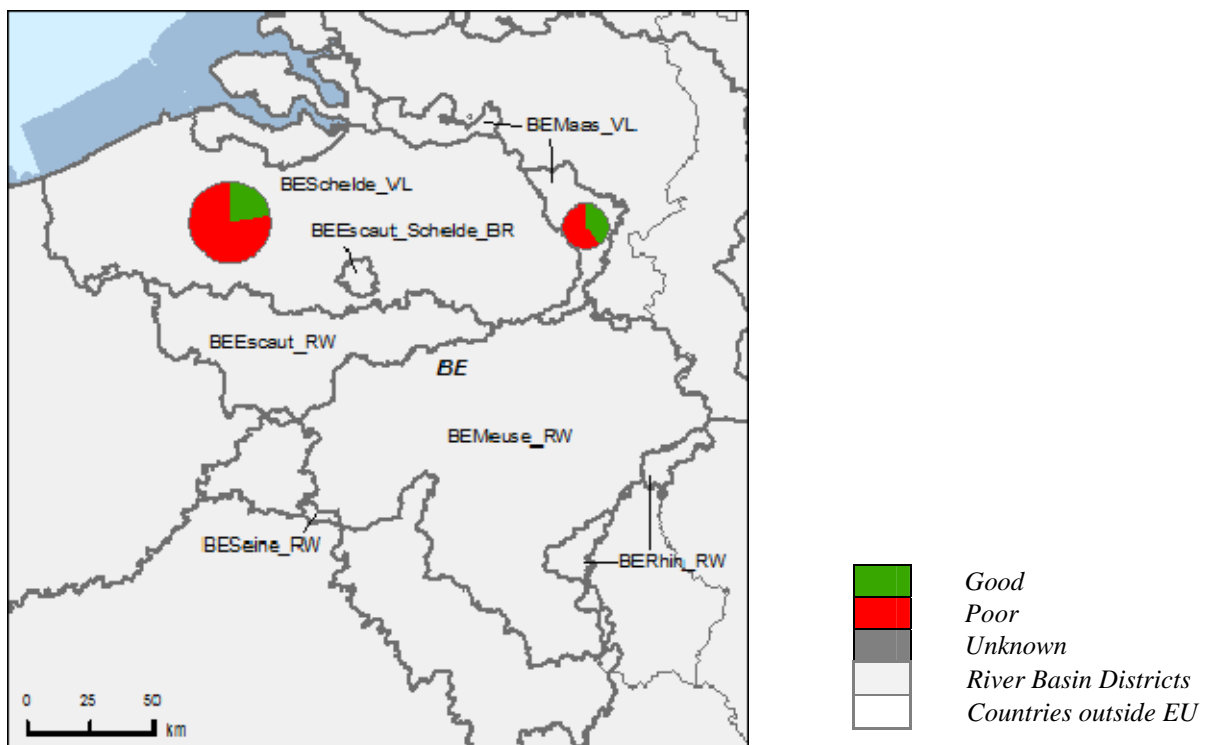 BEMaas_VL
BESchelde_VL
BEEscaut_Schelde_BR
BEEscaut_RW
BE
BEMeuse_RW
BESeine_RW
BERhin_RW
0 25 50
km
Good
Poor
Unknown
River Basin Districts
Countries outside EU